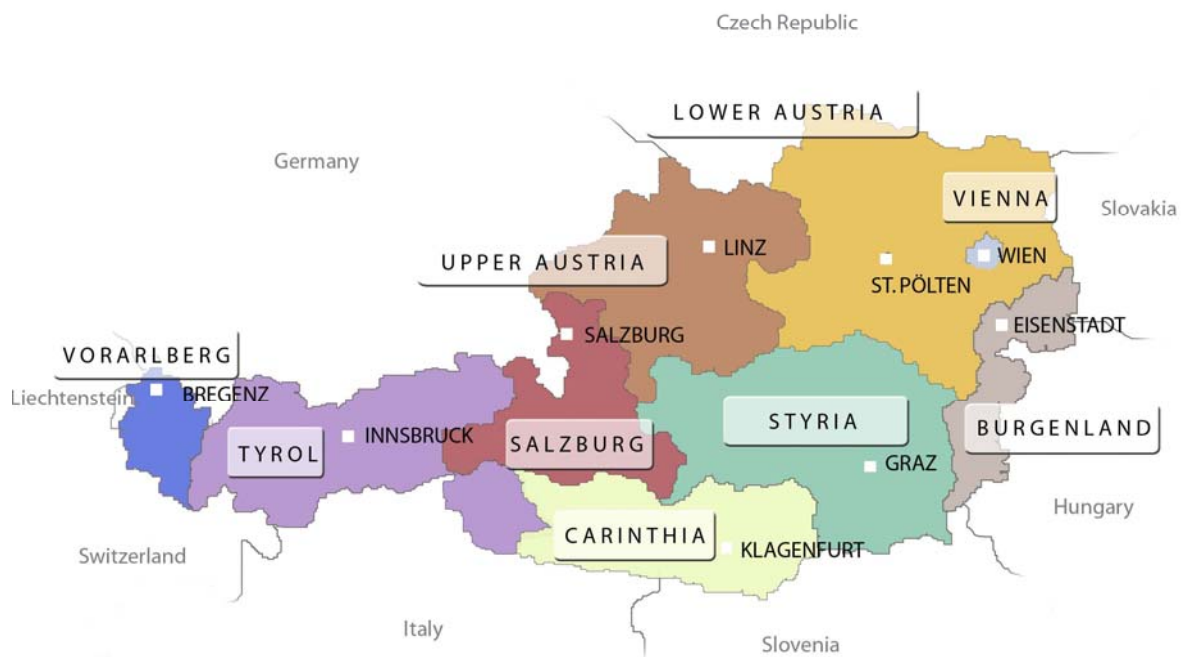 Czech Republic
LOWER AUSTRIA
Germany
VIENNA
Slovakia
LINZ
UPPER AUSTRIA
WIEN
ST. PÖLTEN
EISENSTADT
SALZBURG
VORARLBERG
BREGENZ
Liechtenstein
STYRIA
BURGENLAND
INNSBRUCK
SALZBURG
TYROL
GRAZ
Hungary
CARINTHIA
KLAGENFURT
Switzerland
Italy
Slovenia